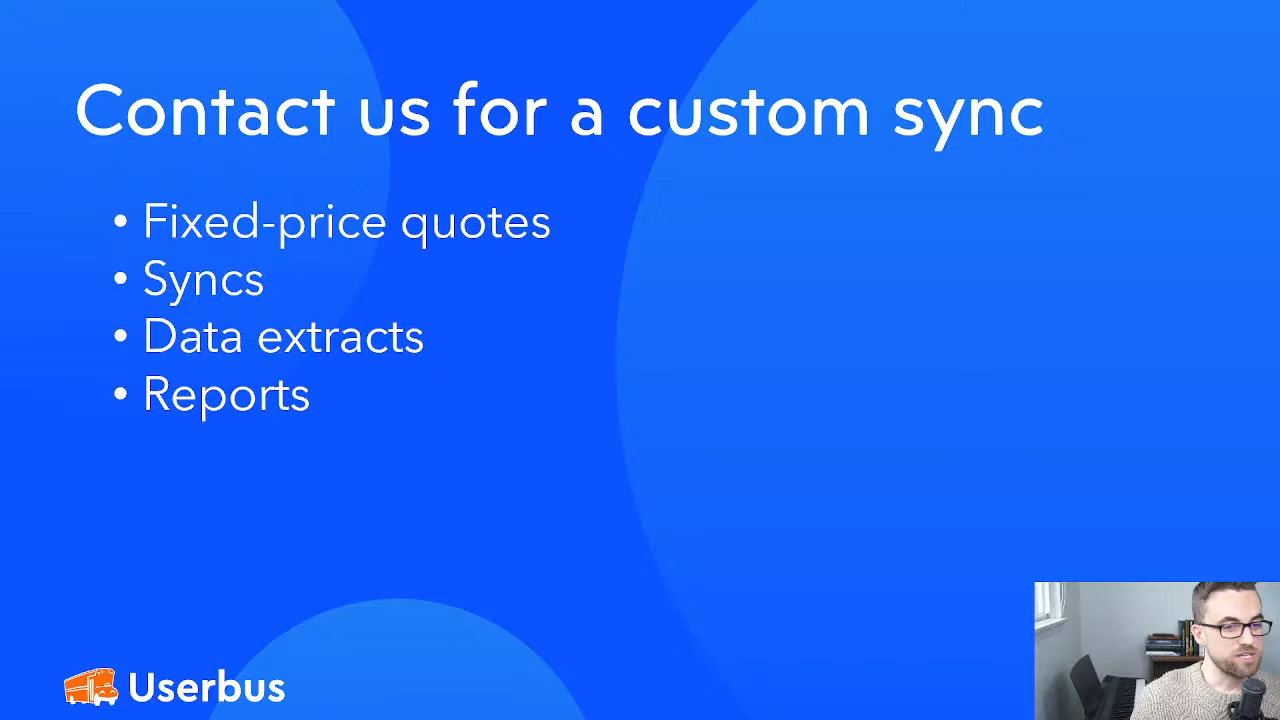 Contact us for a custom sync
• Fixed-price quotes
• Syncs
• Data extracts
• Reports
Userbus